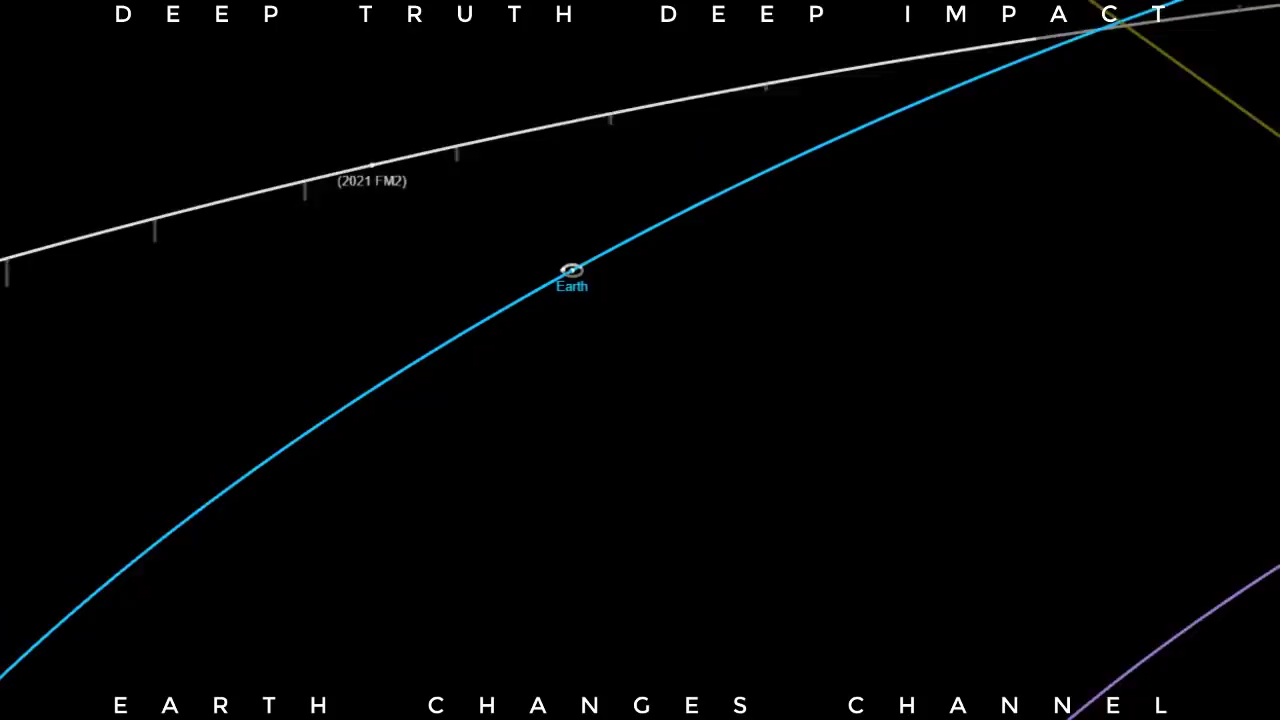 DEEP TRUTH DEEP IMPACT
(2021 FM2)
Earth
EARTH CHANGES CHANNEL